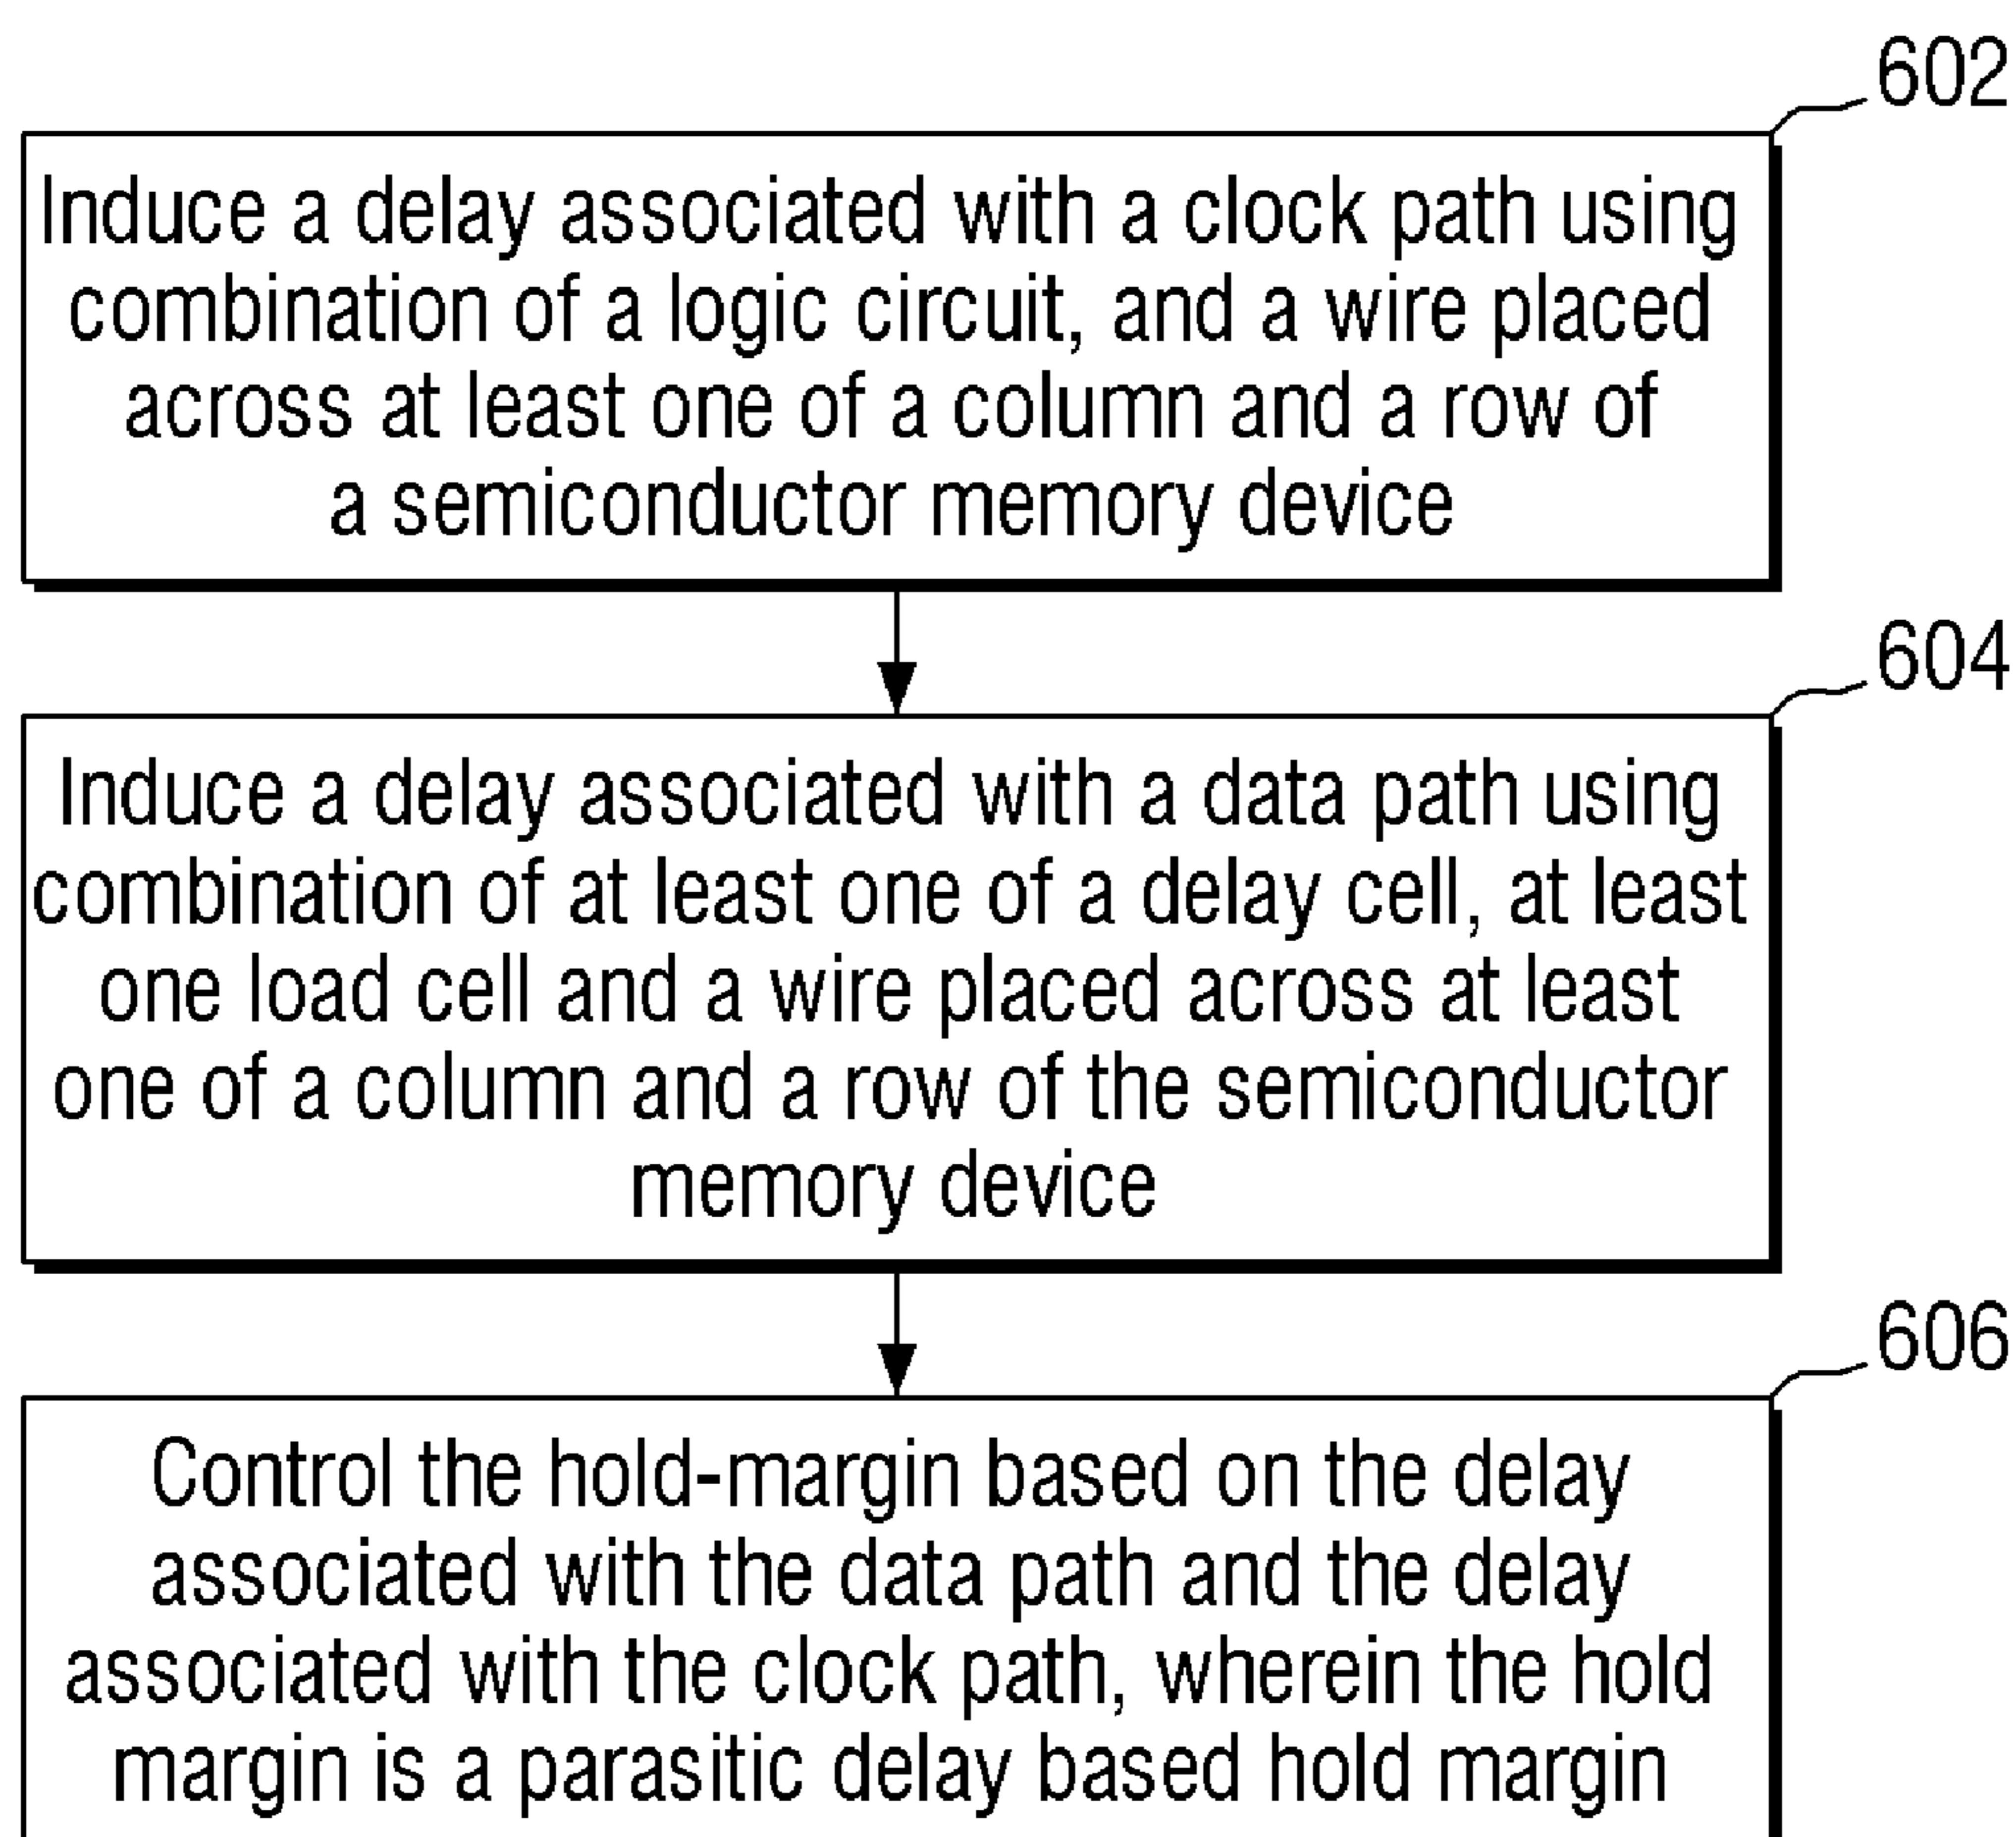 602
Induce a delay associated with a clock path using
combination of a logic circuit, and a wire placed
across at least one of a column and a row of
a semiconductor memory device
604
Induce a delay associated with a data path using
combination of at least one of a delay cell, at least
one load cell and a wire placed across at least
one of a column and a row of the semiconductor
memory device
606
Control the hold-margin based on the delay
associated with the data path and the delay
associated with the clock path, wherein the hold
margin is a parasitic delay based hold margin